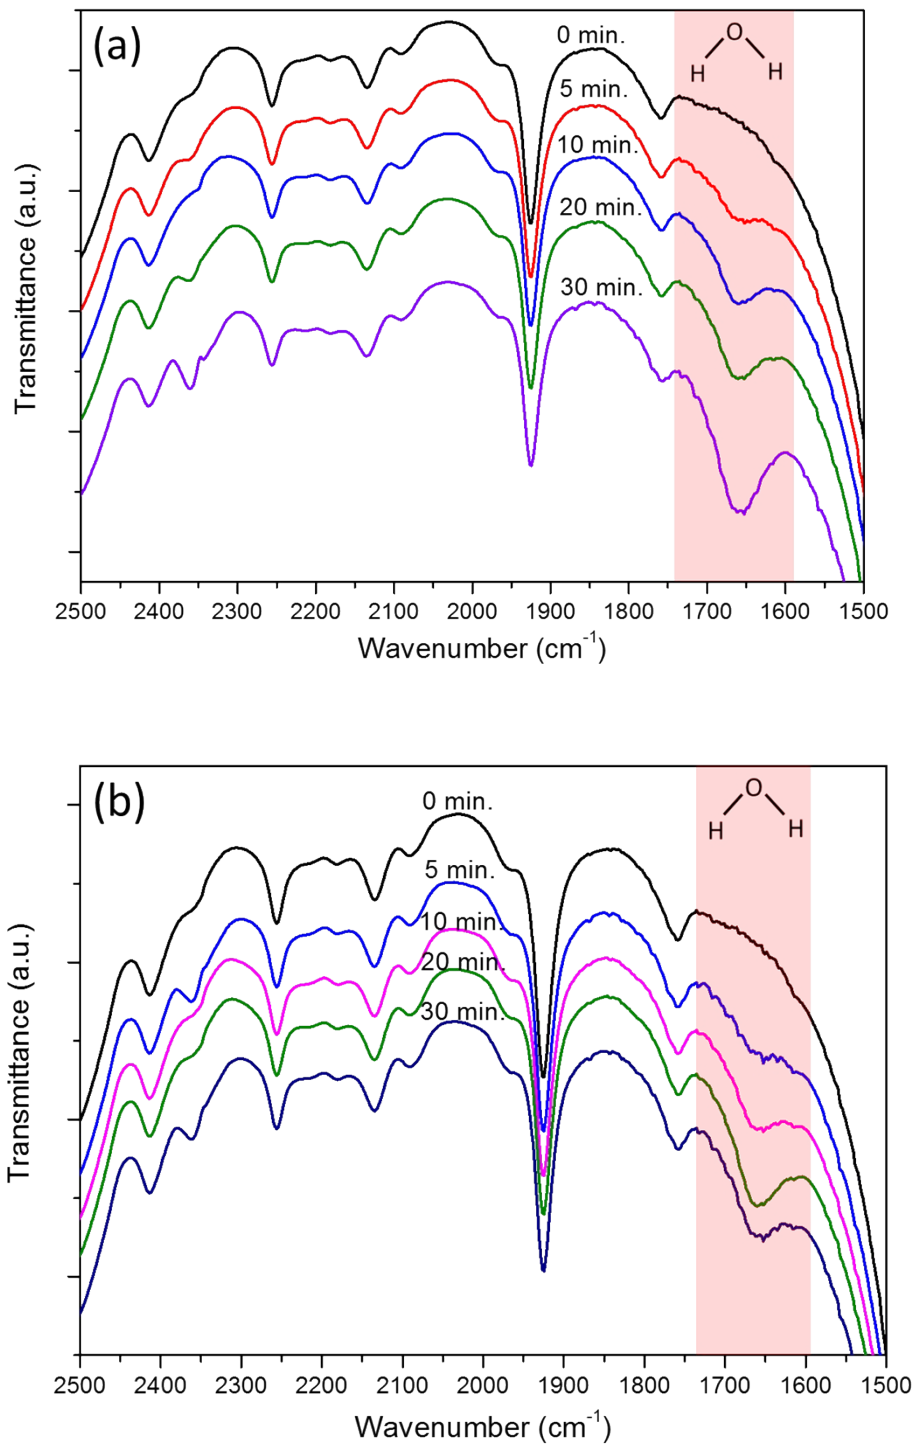 (a)
0 min.
O
H H
5 min.
10 min.
20 min.
30 min.
Transmittance (a.u.)
2500 2400 2300 2200 2100 2000 1900 1800 1700 1600 1500
Wavenumber (cm⁻¹)
(b)
0 min.
O
H H
5 min.
10 min.
20 min.
30 min.
Transmittance (a.u.)
2500 2400 2300 2200 2100 2000 1900 1800 1700 1600 1500
Wavenumber (cm⁻¹)